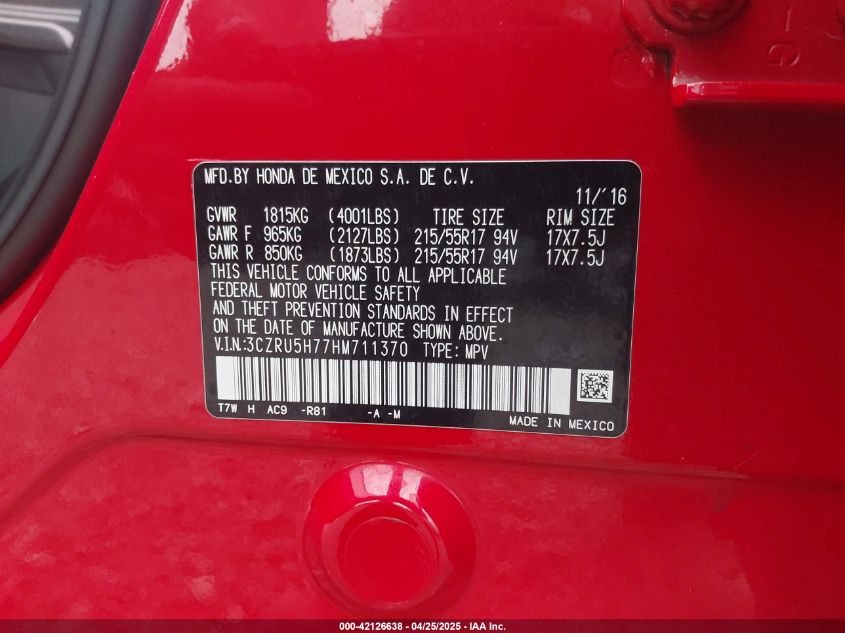 MFD.BY HONDA DE MEXICO S.A. DE C.V.
11/'16
GVWR 1815KG (4001LBS) TIRE SIZE RIM SIZE
GAWR F 965KG (2127LBS) 215/55R17 94V 17X7.5J
GAWR R 850KG (1873LBS) 215/55R17 94V 17X7.5J
THIS VEHICLE CONFORMS TO ALL APPLICABLE
FEDERAL MOTOR VEHICLE SAFETY
AND THEFT PREVENTION STANDARDS IN EFFECT
ON THE DATE OF MANUFACTURE SHOWN ABOVE.
V.I.N:3CZRU5H77HM711370 TYPE: MPV
T7W H AC9 -R81 -A -M
MADE IN MEXICO
000-42126638 - 04/25/2025 - IAA Inc.